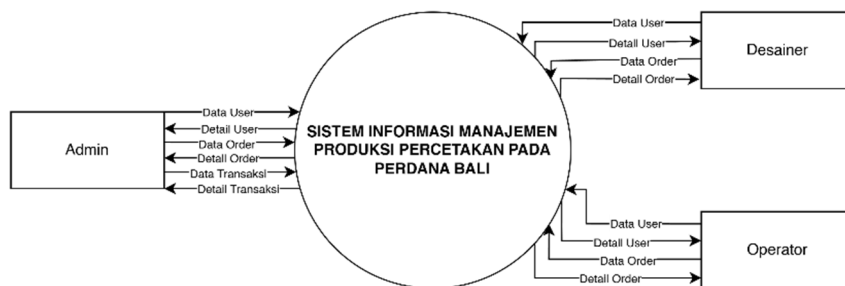 Data User
Detail User
Data Order
Detail Order
Desainer
Admin
Data User
Detail User
Data Order
Detail Order
Data Transaksi
Detail Transaksi
SISTEM INFORMASI MANAJEMEN
PRODUKSI PERCETAKAN PADA
PERDANA BALI
Data User
Detail User
Data Order
Detail Order
Operator